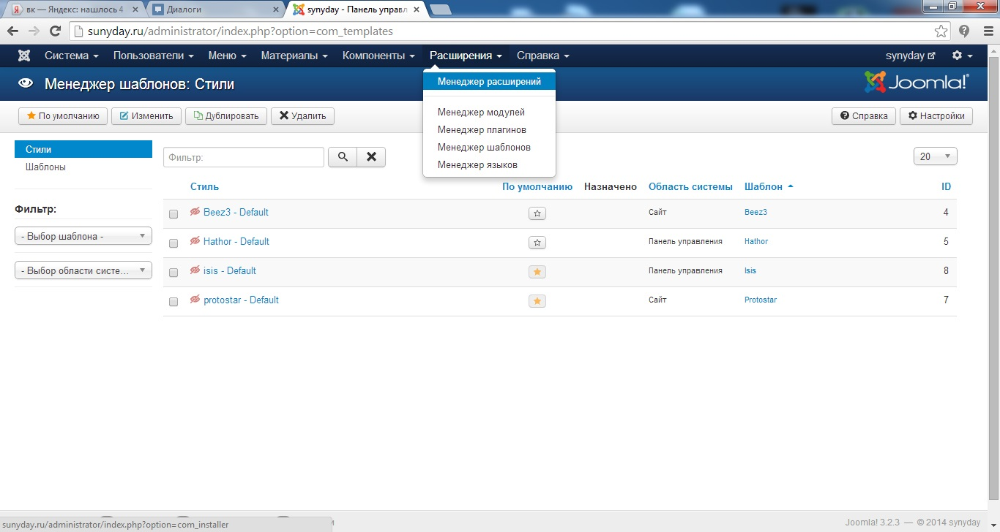 вк — Яндекс: нашлось 4
Диалоги
synyday - Панель управл
sunyday.ru/administrator/index.php?option=com_templates
Система Пользователи Меню Материалы Компоненты Расширения Справка synyday
Менеджер шаблонов: Стили
Joomla!
Менеджер расширений
Менеджер модулей
Менеджер плагинов
Менеджер шаблонов
Менеджер языков
По умолчанию Изменить Дублировать Удалить Справка Настройки
Стили
Шаблоны
Фильтр:
- Выбор шаблона -
- Выбор области систе...
Фильтр:
20
Стиль По умолчанию Назначено Область системы Шаблон ID
Beez3 - Default Сайт Beez3 4
Hathor - Default Панель управления Hathor 5
isis - Default Панель управления Isis 8
protostar - Default Сайт Protostar 7
sunyday.ru/administrator/index.php?option=com_installer
Joomla! 3.2.3 — © 2014 synyday